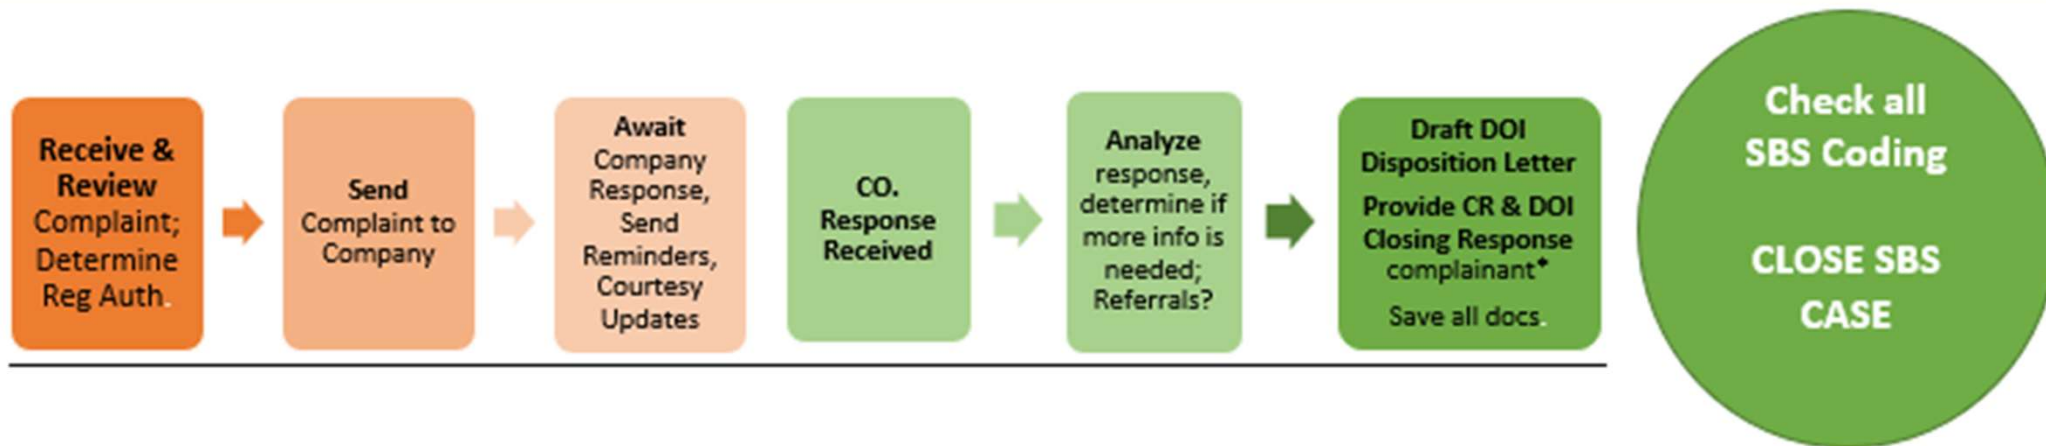 Receive &
Review
Complaint;
Determine
Reg Auth.
Send
Complaint to
Company
Await
Company
Response,
Send
Reminders,
Courtesy
Updates
CO.
Response
Received
Analyze
response,
determine if
more info is
needed;
Referrals?
Draft DOI
Disposition Letter
Provide CR & DOI
Closing Response
complainant*
Save all docs.
Check all
SBS Coding
CLOSE SBS
CASE